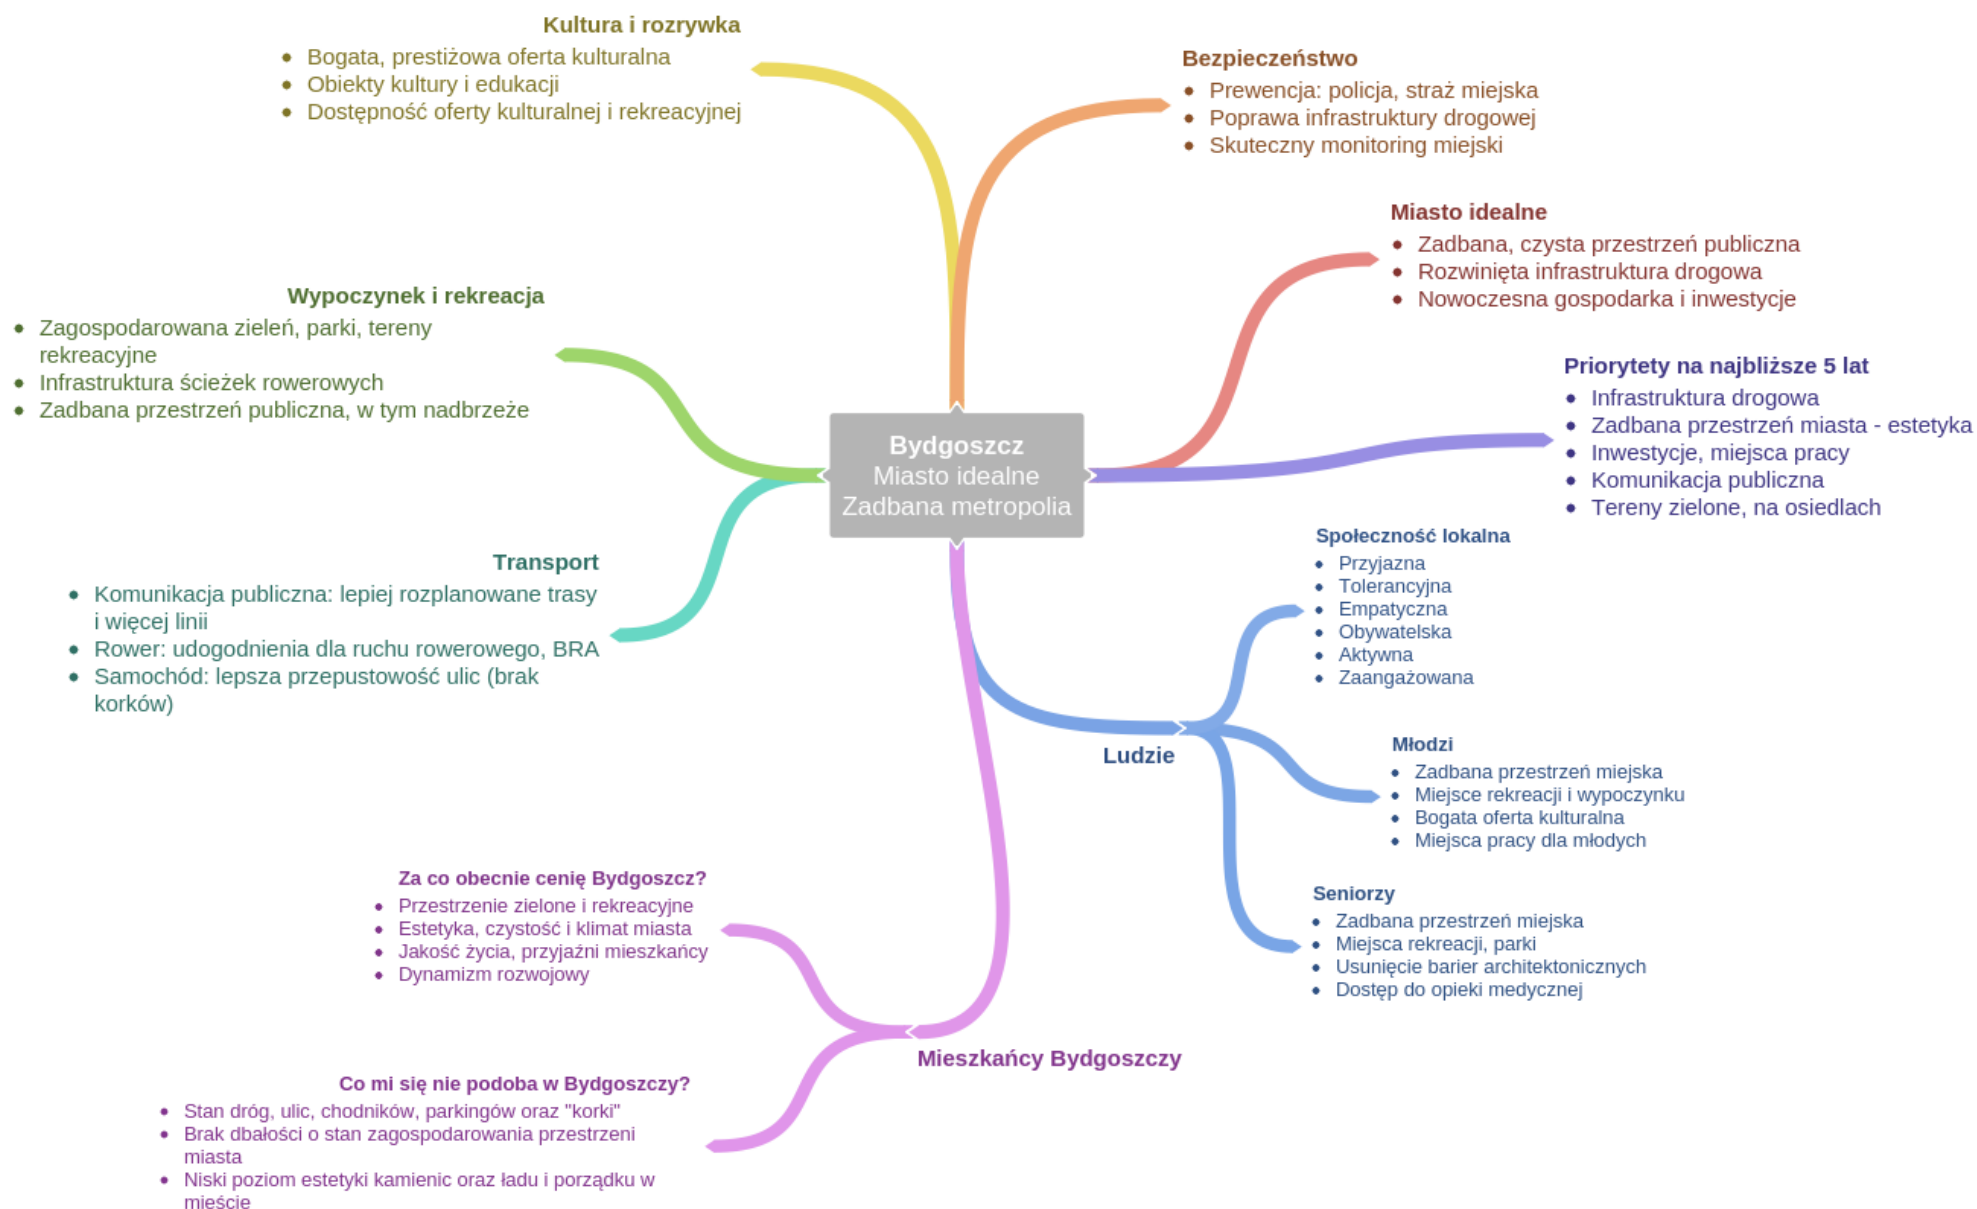 Kultura i rozrywka
Bogata, prestiżowa oferta kulturalna
Obiekty kultury i edukacji
Dostępność oferty kulturalnej i rekreacyjnej
Bezpieczeństwo
Prewencja: policja, straż miejska
Poprawa infrastruktury drogowej
Skuteczny monitoring miejski
Miasto idealne
Zadbana, czysta przestrzeń publiczna
Rozwinięta infrastruktura drogowa
Nowoczesna gospodarka i inwestycje
Wypoczynek i rekreacja
Zagospodarowana zieleń, parki, tereny
rekreacyjne
Infrastruktura ścieżek rowerowych
Zadbana przestrzeń publiczna, w tym nadbrzeże
Priorytety na najbliższe 5 lat
Infrastruktura drogowa
Zadbana przestrzeń miasta - estetyka
Inwestycje, miejsca pracy
Komunikacja publiczna
Tereny zielone, na osiedlach
Bydgoszcz
Miasto idealne
Zadbana metropolia
Transport
Komunikacja publiczna: lepiej rozplanowane trasy
i więcej linii
Rower: udogodnienia dla ruchu rowerowego, BRA
Samochód: lepsza przepustowość ulic (brak
korków)
Społeczność lokalna
Przyjazna
Tolerancyjna
Empatyczna
Obywatelska
Aktywna
Zaangażowana
Ludzie
Młodzi
Zadbana przestrzeń miejska
Miejsce rekreacji i wypoczynku
Bogata oferta kulturalna
Miejsca pracy dla młodych
Seniorzy
Zadbana przestrzeń miejska
Miejsca rekreacji, parki
Usunięcie barier architektonicznych
Dostęp do opieki medycznej
Za co obecnie cenię Bydgoszcz?
Przestrzenie zielone i rekreacyjne
Estetyka, czystość i klimat miasta
Jakość życia, przyjaźni mieszkańcy
Dynamizm rozwojowy
Mieszkańcy Bydgoszczy
Co mi się nie podoba w Bydgoszczy?
Stan dróg, ulic, chodników, parkingów oraz "korki"
Brak dbałości o stan zagospodarowania przestrzeni
miasta
Niski poziom estetyki kamienic oraz ładu i porządku w
mieście